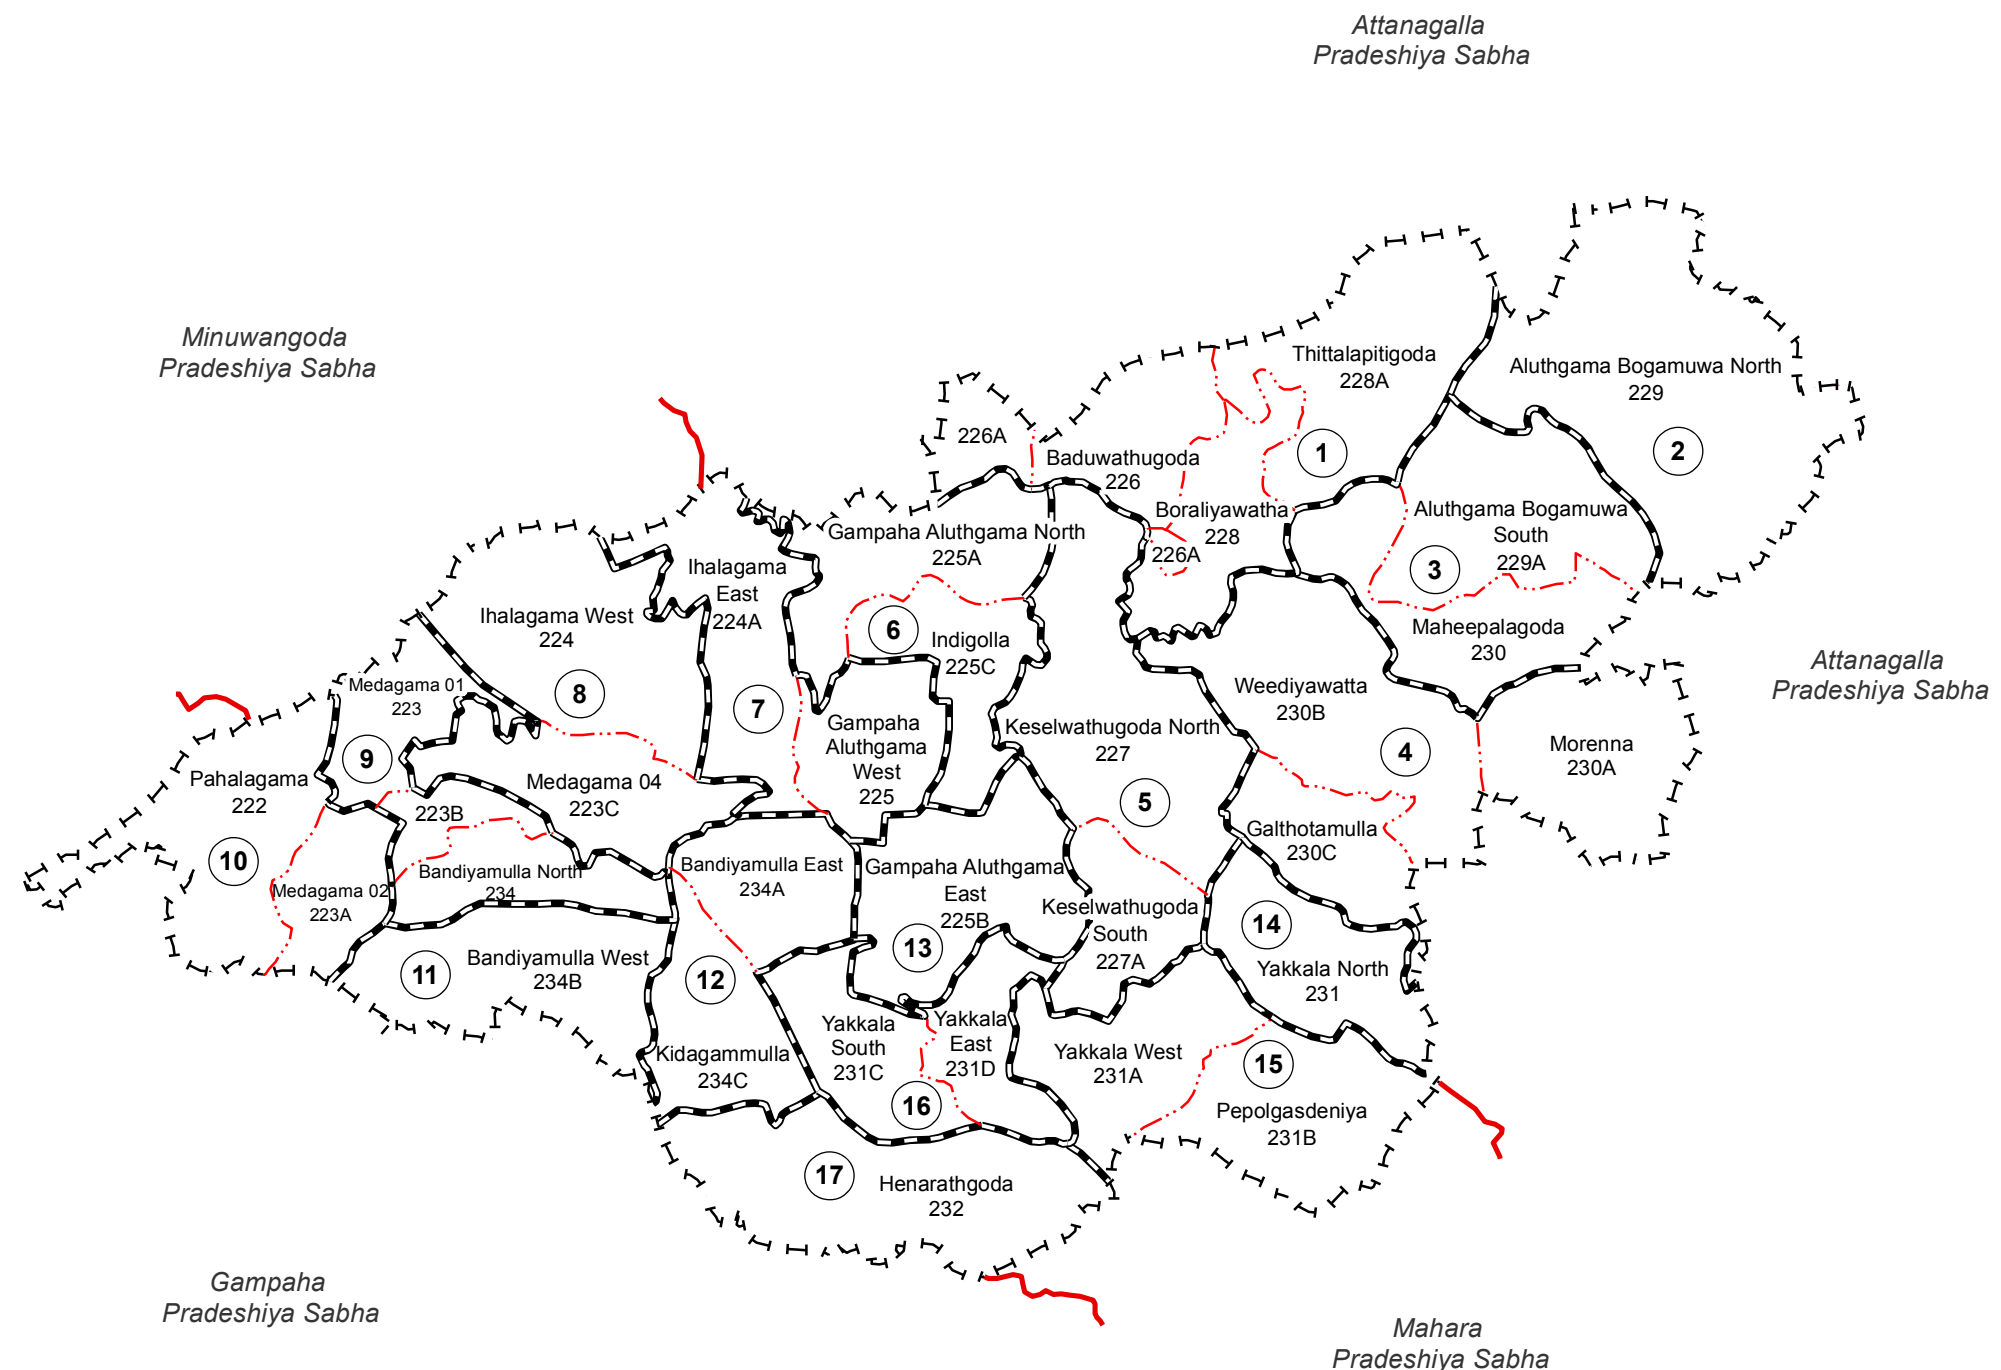 Attanagalla
Pradeshiya Sabha
Minuwangoda
Pradeshiya Sabha
Thittalapitigoda
228A
Aluthgama Bogamuwa North
229
226A
1
2
Baduwathugoda
226
Boraliyawatha
228
226A
Aluthgama Bogamuwa
South
229A
3
Gampaha Aluthgama North
225A
Ihalagama
East
224A
Ihalagama West
224
6
Indigolla
225C
Maheepalagoda
230
Attanagalla
Pradeshiya Sabha
Medagama 01
223
8
7
Weediyawatta
230B
Gampaha
Aluthgama
West
225
Keselwathugoda North
227
4
Morenna
230A
9
Pahalagama
222
Medagama 04
223C
223B
5
Galthotamulla
230C
10
Medagama 02
223A
Bandiyamulla North
234
Bandiyamulla East
234A
Gampaha Aluthgama
East
225B
Keselwathugoda
South
227A
14
13
11
Bandiyamulla West
234B
12
Yakkala North
231
Yakkala
South
231C
Yakkala
East
231D
Kidagammulla
234C
Yakkala West
231A
15
16
Pepolgasdeniya
231B
17
Henarathgoda
232
Gampaha
Pradeshiya Sabha
Mahara
Pradeshiya Sabha